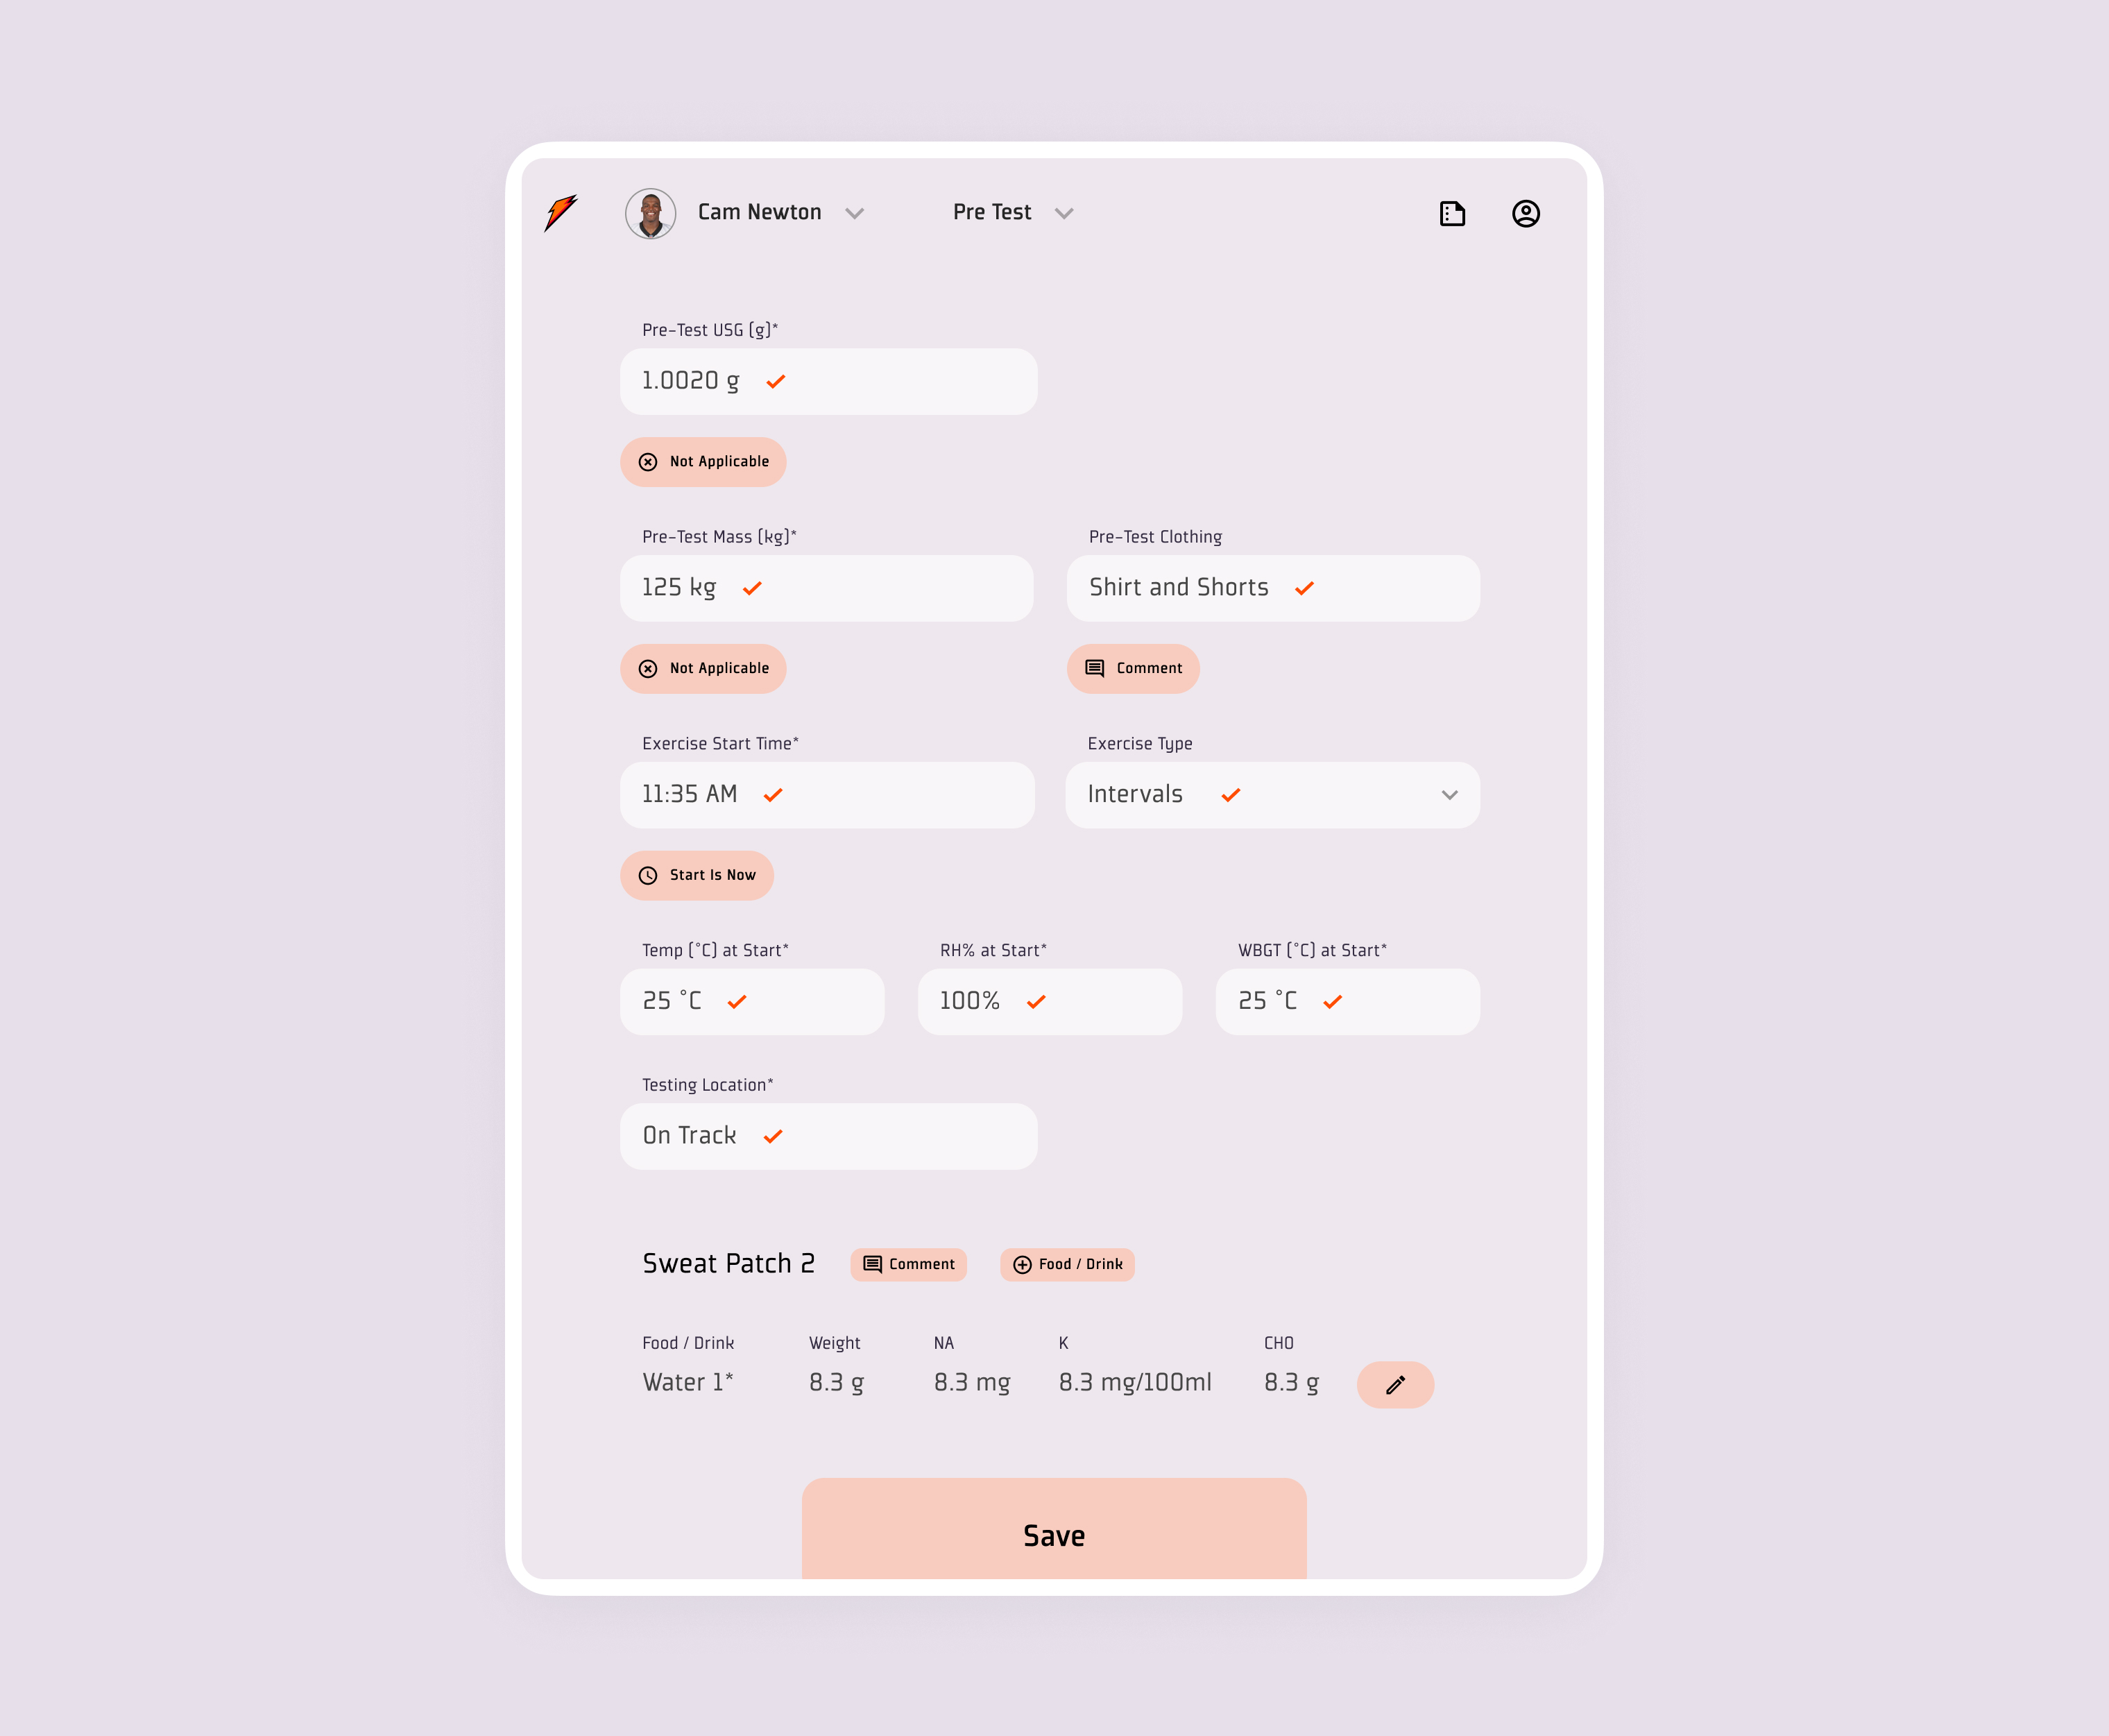 Cam Newton
Pre Test
Pre-Test USG (g)*
1.0020 g
Not Applicable
Pre-Test Mass (kg)*
Pre-Test Clothing
125 kg
Shirt and Shorts
Not Applicable
Comment
Exercise Start Time*
Exercise Type
11:35 AM
Intervals
Start Is Now
Temp (°C) at Start*
RH% at Start*
WBGT (°C) at Start*
25 °C
100%
25 °C
Testing Location*
On Track
Sweat Patch 2
Comment
Food / Drink
Food / Drink
Weight
NA
K
CHO
Water 1*
8.3 g
8.3 mg
8.3 mg/100ml
8.3 g
Save